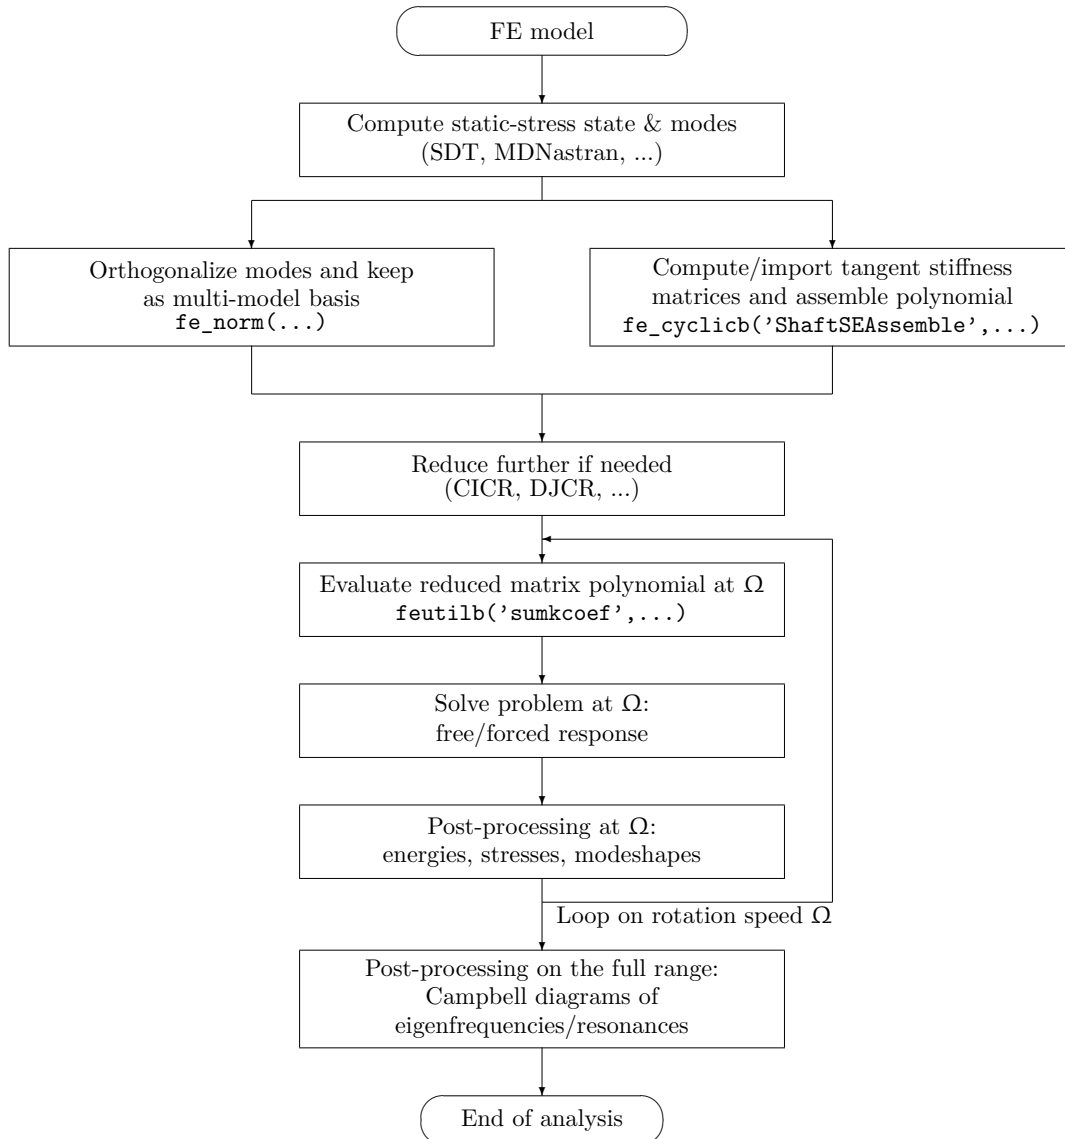 FE model
Compute static-stress state & modes
(SDT, MDNastran, ...)
Orthogonalize modes and keep
as multi-model basis
fe_norm(...)
Compute/import tangent stiffness
matrices and assemble polynomial
fe_cyclicb('ShaftSEAssemble',...)
Reduce further if needed
(CICR, DJCR, ...)
Evaluate reduced matrix polynomial at Ω
feutilb('sumkcoef',...)
Solve problem at Ω:
free/forced response
Post-processing at Ω:
energies, stresses, modeshapes
Loop on rotation speed Ω
Post-processing on the full range:
Campbell diagrams of
eigenfrequencies/resonances
End of analysis